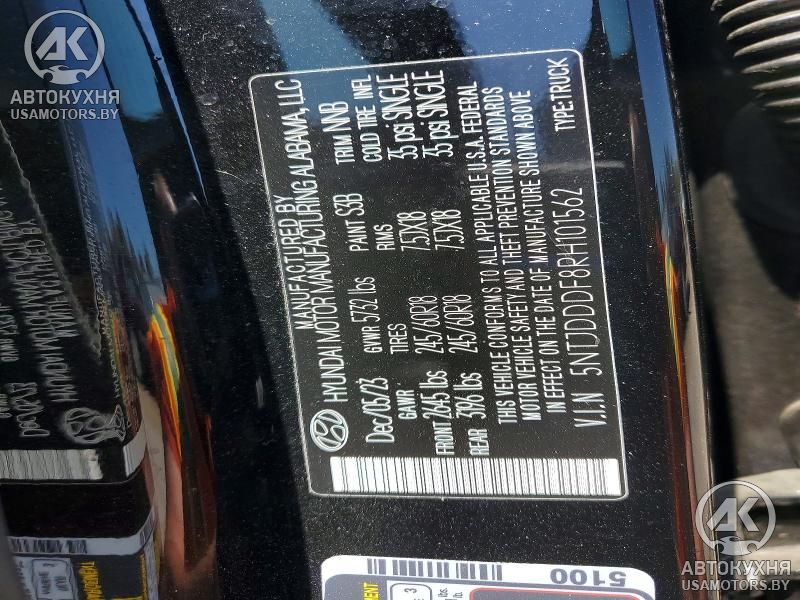 AK
АВТОКУХНЯ
USAMOTORS.BY
MANUFACTURED BY
HYUNDAI MOTOR MANUFACTURING ALABAMA, LLC
Dec/05/23 GVWR 5732 lbs PAINT S3B TRIM NNB
GAWR TIRES RIMS COLD TIRE INFL
FRONT 2645 lbs 245/60R18 7.5JX18 35 psi SINGLE
REAR 3196 lbs 245/60R18 7.5JX18 35 psi SINGLE
THIS VEHICLE CONFORMS TO ALL APPLICABLE U.S.A. FEDERAL
MOTOR VEHICLE SAFETY AND THEFT PREVENTION STANDARDS
IN EFFECT ON THE DATE OF MANUFACTURE SHOWN ABOVE
V.I.N 5NTJDDDF8RH101562 TYPE:TRUCK
5100
AK
АВТОКУХНЯ
USAMOTORS.BY